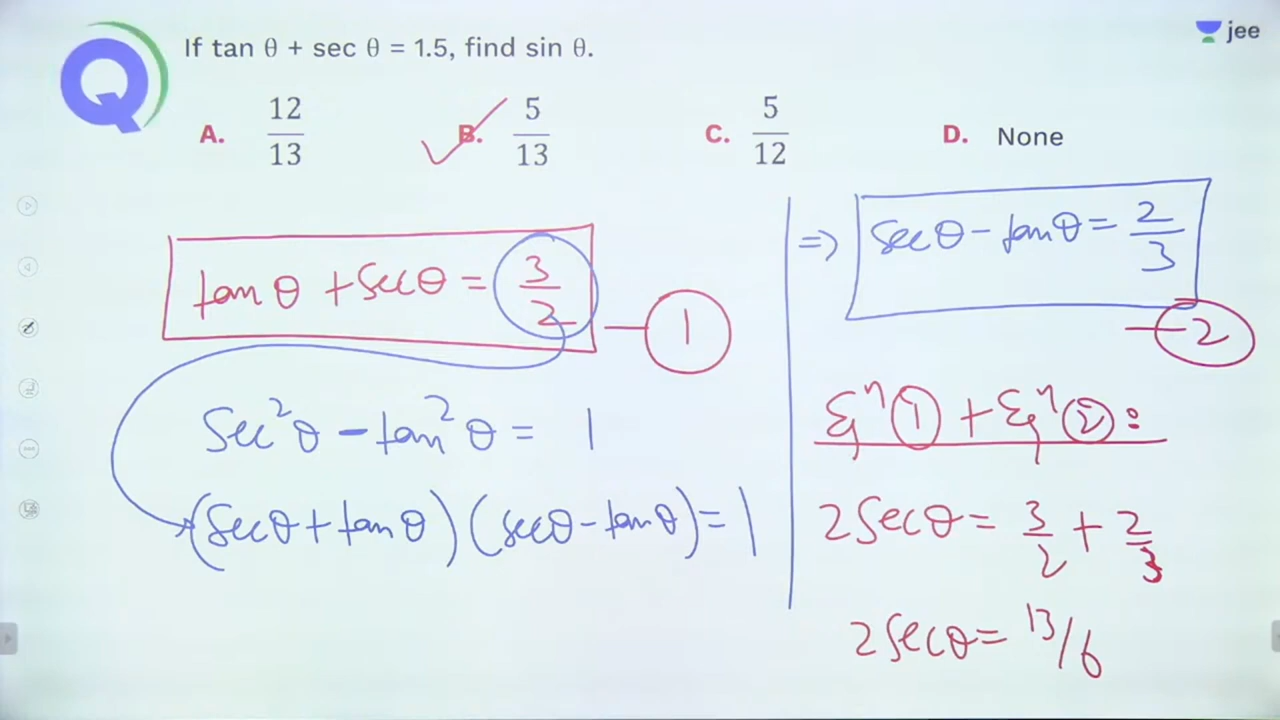 If tan θ + sec θ = 1.5, find sin θ.
jee
A. 12/13 B. 5/13 C. 5/12 D. None
tan θ + sec θ = 3/2 — 1
sec²θ - tan²θ = 1
(secθ + tanθ) (secθ - tanθ) = 1
=> secθ - tanθ = 2/3
— 2
Eqⁿ 1 + Eqⁿ 2 :
2 secθ = 3/2 + 2/3
2 secθ = 13/6